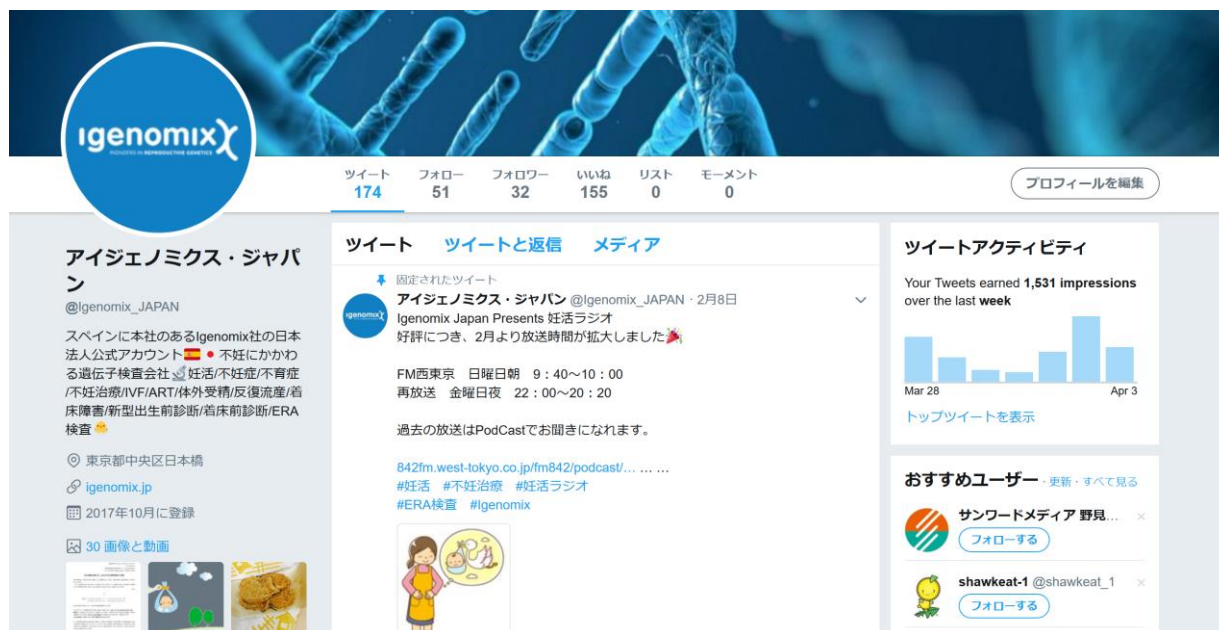 Igenomix
PIONEERS IN REPRODUCTIVE GENETICS
ツイート フォロー フォロワー いいね リスト モーメント
174 51 32 155 0 0
プロフィールを編集
アイジェノミクス・ジャパ
ン
@Igenomix_JAPAN
スペインに本社のあるIgenomix社の日本
法人公式アカウント🇪🇸🇯🇵不妊にかかわ
る遺伝子検査会社🔬妊活/不妊症/不育症
/不妊治療/IVF/ART/体外受精/反復流産/着
床障害/新型出生前診断/着床前診断/ERA
検査🐣
東京都中央区日本橋
igenomix.jp
2017年10月に登録
30 画像と動画
ツイート ツイートと返信 メディア
固定されたツイート
アイジェノミクス・ジャパン @Igenomix_JAPAN · 2月8日
Igenomix Japan Presents 妊活ラジオ
好評につき、2月より放送時間が拡大しました🎉
FM西東京 日曜日朝 9：40～10：00
再放送 金曜日夜 22：00～20：20
過去の放送はPodCastでお聞きになれます。
842fm.west-tokyo.co.jp/fm842/podcast/… … …
#妊活 #不妊治療 #妊活ラジオ
#ERA検査 #Igenomix
Igenomix
ツイートアクティビティ
Your Tweets earned 1,531 impressions
over the last week
Mar 28 Apr 3
トップツイートを表示
おすすめユーザー · 更新 · すべて見る
サンワードメディア 野見...
フォローする
shawkeat-1 @shawkeat_1
フォローする